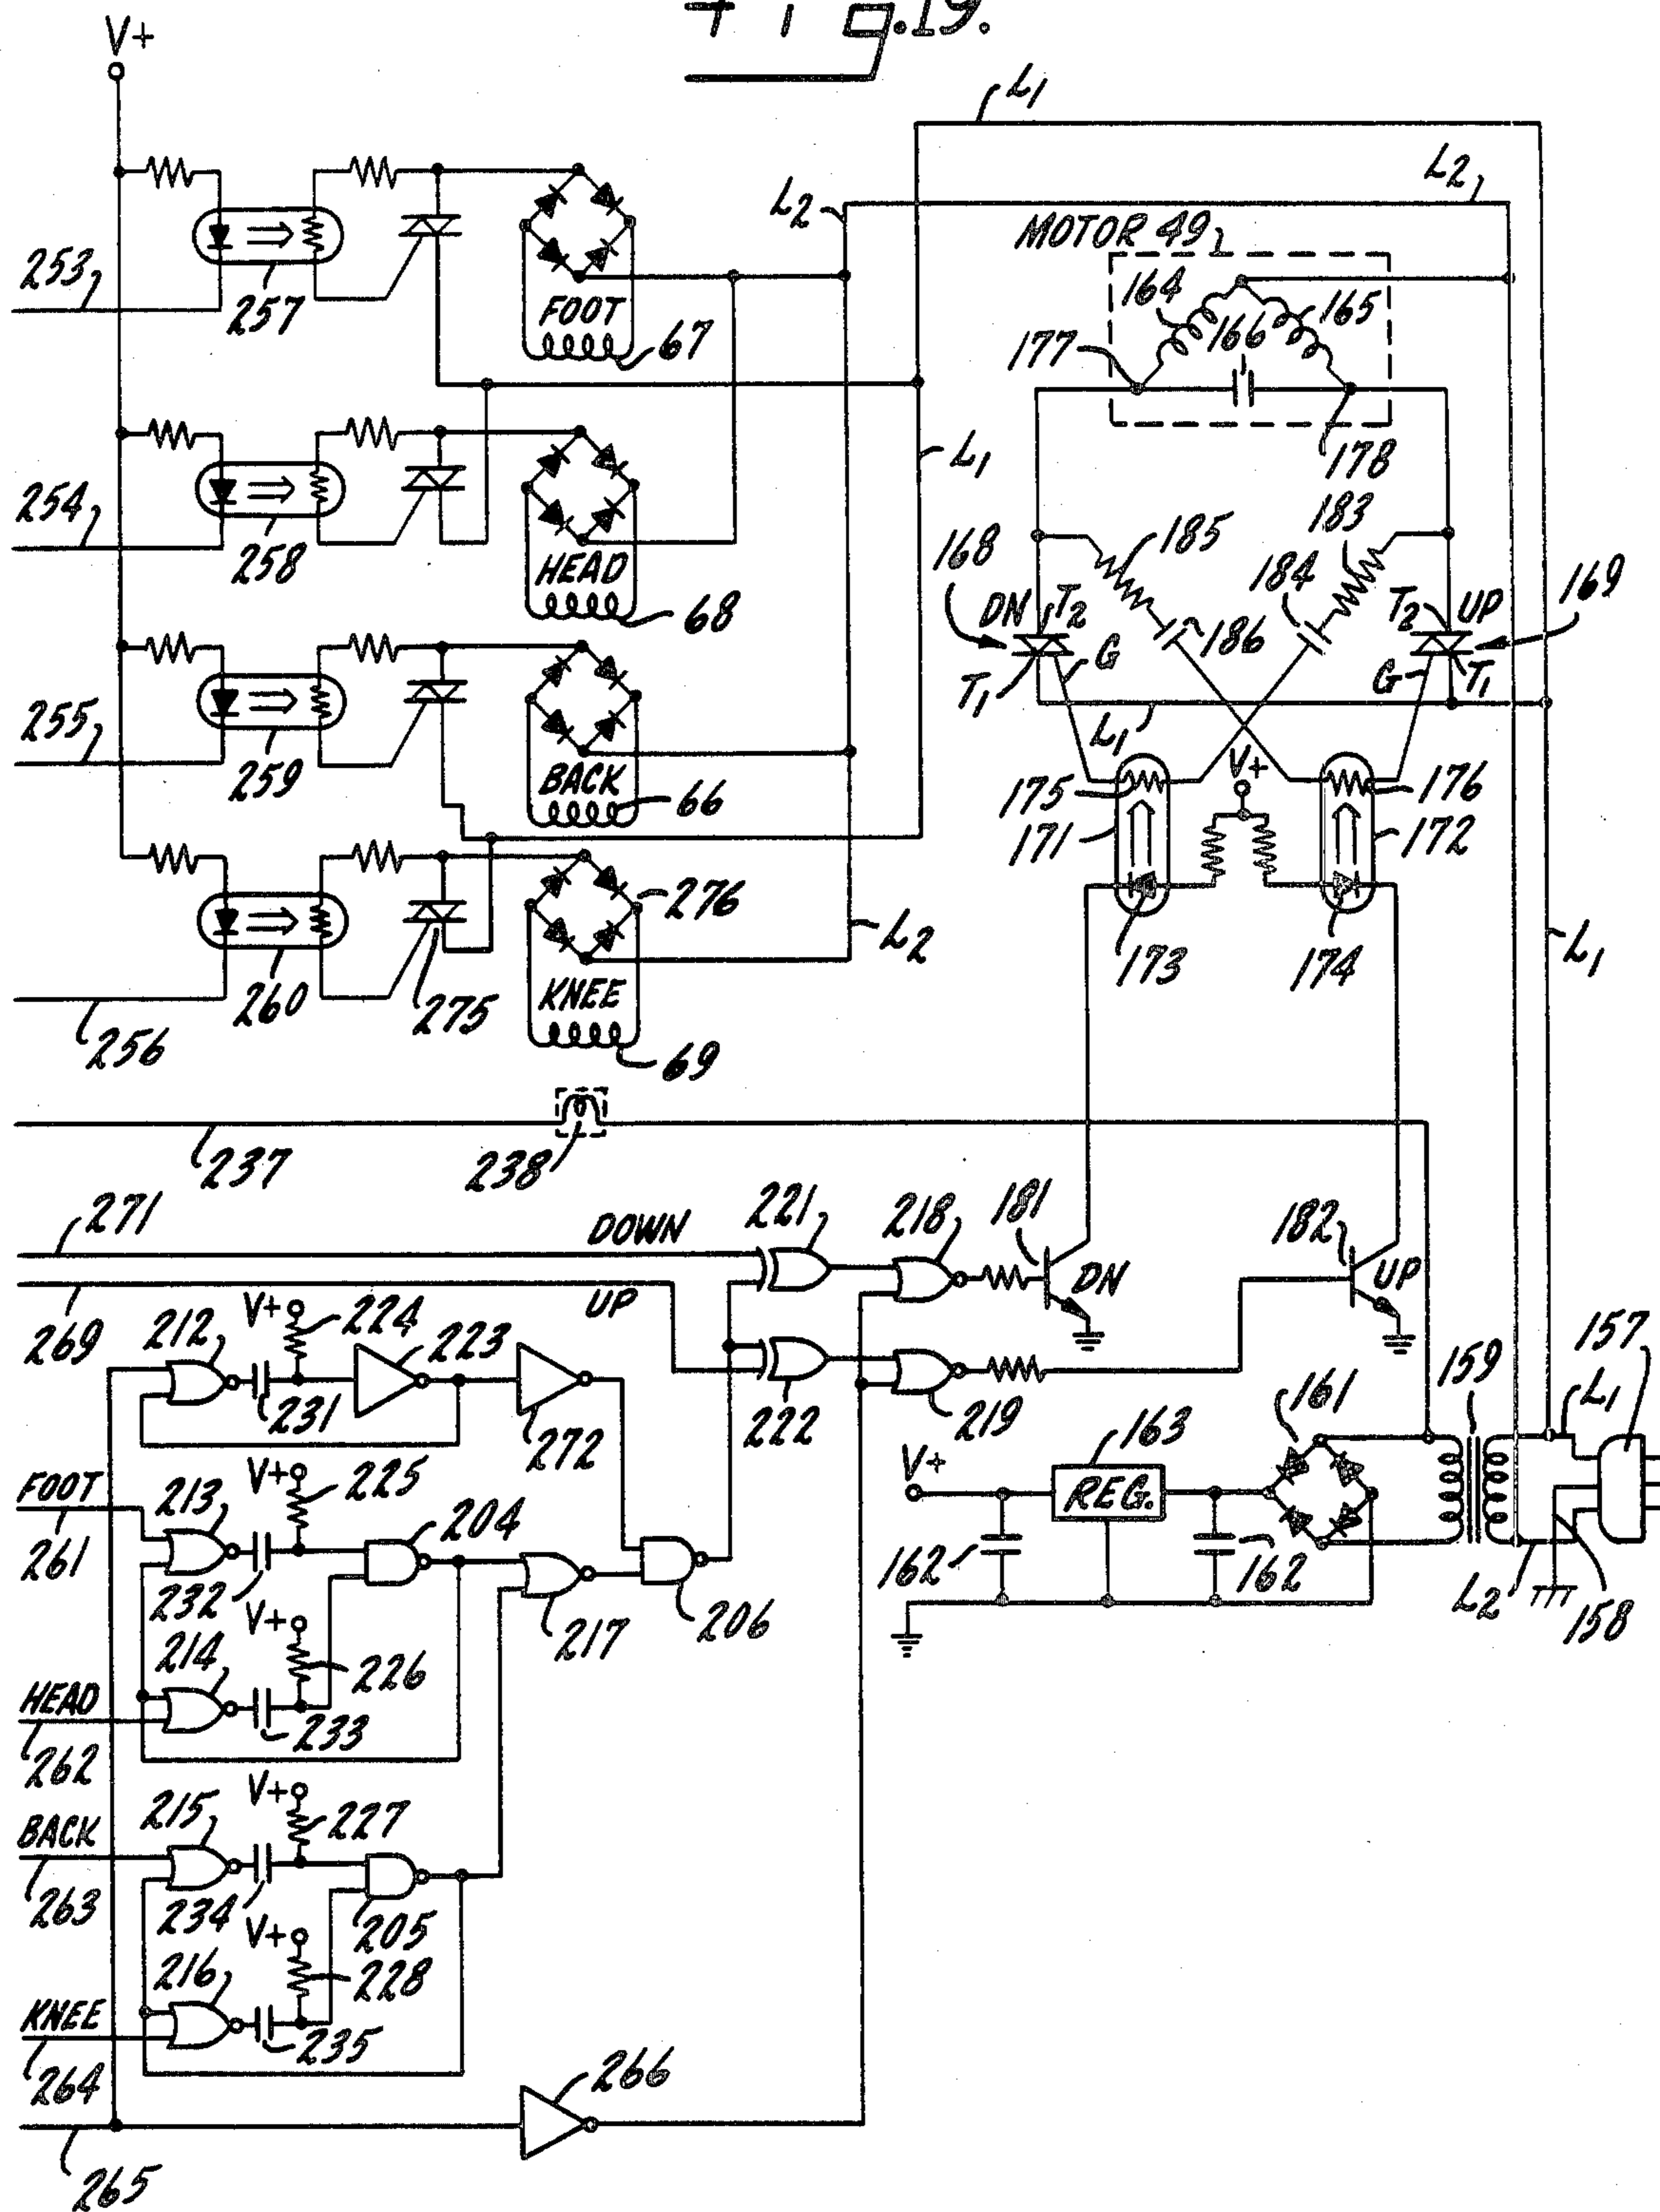 Fig.19.
V+
L1
L2
L2
MOTOR 49
253
257
FOOT
67
164
166
165
177
178
254
258
HEAD
68
L1
168
185
184
183
169
DN
T2
T2
UP
186
G
G
T1
T1
L1
255
259
BACK
66
V+
175
176
171
172
276
L2
173
174
L1
256
260
275
KNEE
69
237
238
271
DOWN
221
218
181
182
DN
UP
269
UP
212
V+
224
223
231
272
222
219
161
159
157
L1
V+
163
REG.
162
162
L2
158
FOOT
261
213
V+
225
204
232
217
206
V+
214
226
HEAD
262
233
V+
215
227
BACK
263
234
205
V+
216
228
KNEE
264
235
266
265